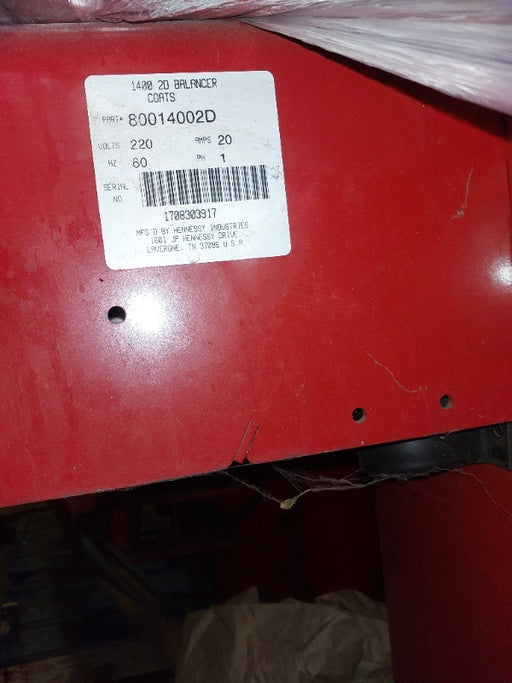 1400 2D BALANCER
COATS
PART# 80014002D
VOLTS 220 AMPS 20
HZ 60 PH 1
SERIAL
NO
1708303917
MFG'D BY HENNESSY INDUSTRIES
1601 JP HENNESSY DRIVE
LAVERGNE, TN 37086 U S A